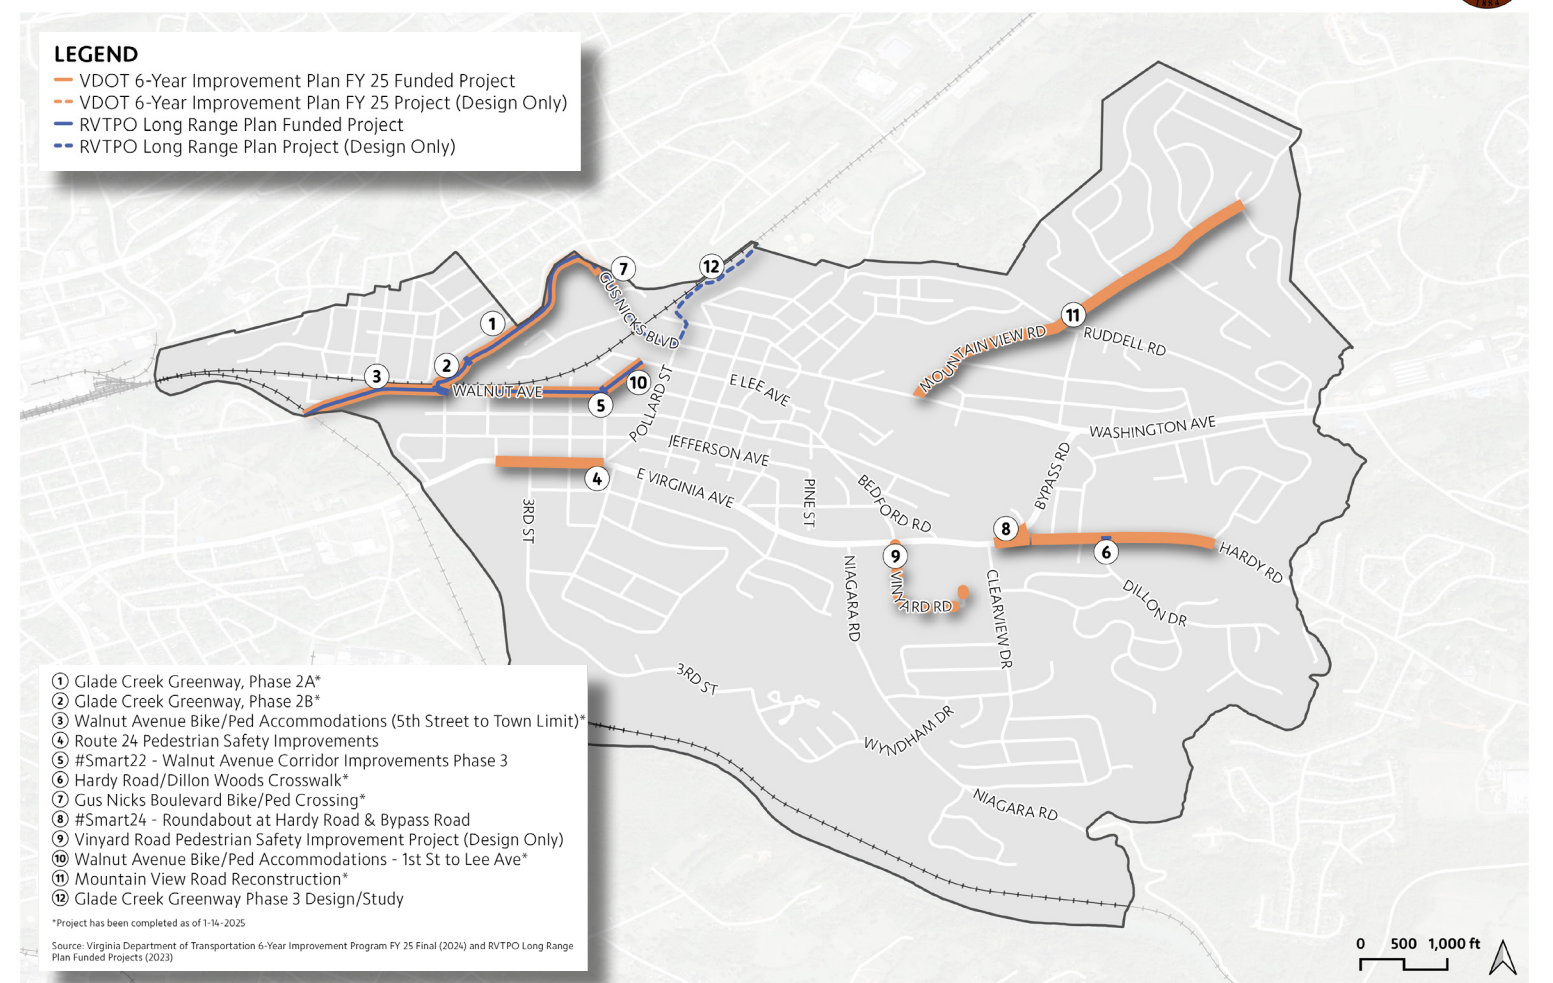 1884
LEGEND
VDOT 6-Year Improvement Plan FY 25 Funded Project
VDOT 6-Year Improvement Plan FY 25 Project (Design Only)
RVTPO Long Range Plan Funded Project
RVTPO Long Range Plan Project (Design Only)
7
12
GUS NICKS BLVD
1
11
MOUNTAIN VIEW RD
RUDDELL RD
2
3
WALNUT AVE
10
5
POLLARD ST
E LEE AVE
WASHINGTON AVE
JEFFERSON AVE
4
E VIRGINIA AVE
BYPASS RD
3RD ST
PINE ST
BEDFORD RD
8
6
HARDY RD
9
VINYARD RD
NIAGARA RD
CLEARVIEW DR
DILLON DR
3RD ST
WYNDHAM DR
NIAGARA RD
1 Glade Creek Greenway, Phase 2A*
2 Glade Creek Greenway, Phase 2B*
3 Walnut Avenue Bike/Ped Accommodations (5th Street to Town Limit)*
4 Route 24 Pedestrian Safety Improvements
5 #Smart22 - Walnut Avenue Corridor Improvements Phase 3
6 Hardy Road/Dillon Woods Crosswalk*
7 Gus Nicks Boulevard Bike/Ped Crossing*
8 #Smart24 - Roundabout at Hardy Road & Bypass Road
9 Vinyard Road Pedestrian Safety Improvement Project (Design Only)
10 Walnut Avenue Bike/Ped Accommodations - 1st St to Lee Ave*
11 Mountain View Road Reconstruction*
12 Glade Creek Greenway Phase 3 Design/Study
*Project has been completed as of 1-14-2025
Source: Virginia Department of Transportation 6-Year Improvement Program FY 25 Final (2024) and RVTPO Long Range
Plan Funded Projects (2023)
0 500 1,000 ft